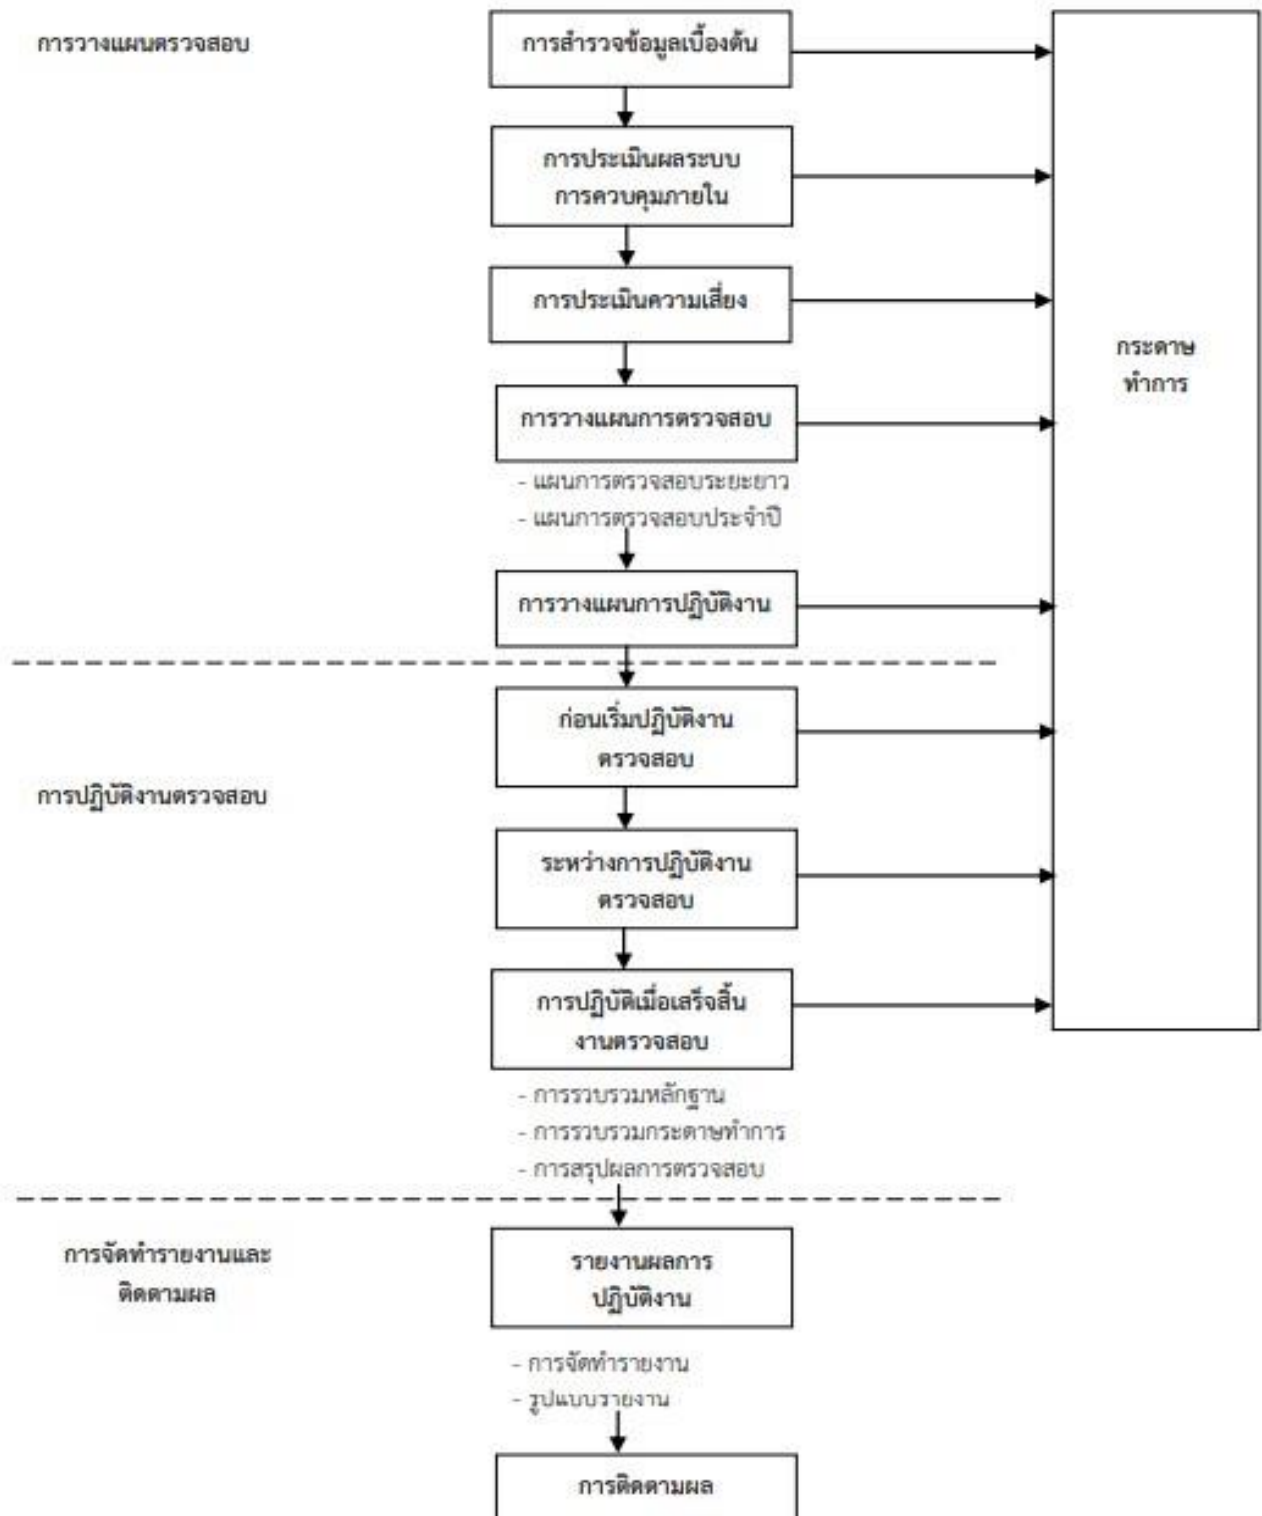 การวางแผนตรวจสอบ
การสำรวจข้อมูลเบื้องต้น
การประเมินผลระบบ
การควบคุมภายใน
การประเมินความเสี่ยง
กระดาษ
ทำการ
การวางแผนการตรวจสอบ
- แผนการตรวจสอบระยะยาว
- แผนการตรวจสอบประจำปี
การวางแผนการปฏิบัติงาน
ก่อนเริ่มปฏิบัติงาน
ตรวจสอบ
การปฏิบัติงานตรวจสอบ
ระหว่างการปฏิบัติงาน
ตรวจสอบ
การปฏิบัติเมื่อเสร็จสิ้น
งานตรวจสอบ
- การรวบรวมหลักฐาน
- การรวบรวมกระดาษทำการ
- การสรุปผลการตรวจสอบ
การจัดทำรายงานและ
ติดตามผล
รายงานผลการ
ปฏิบัติงาน
- การจัดทำรายงาน
- รูปแบบรายงาน
การติดตามผล